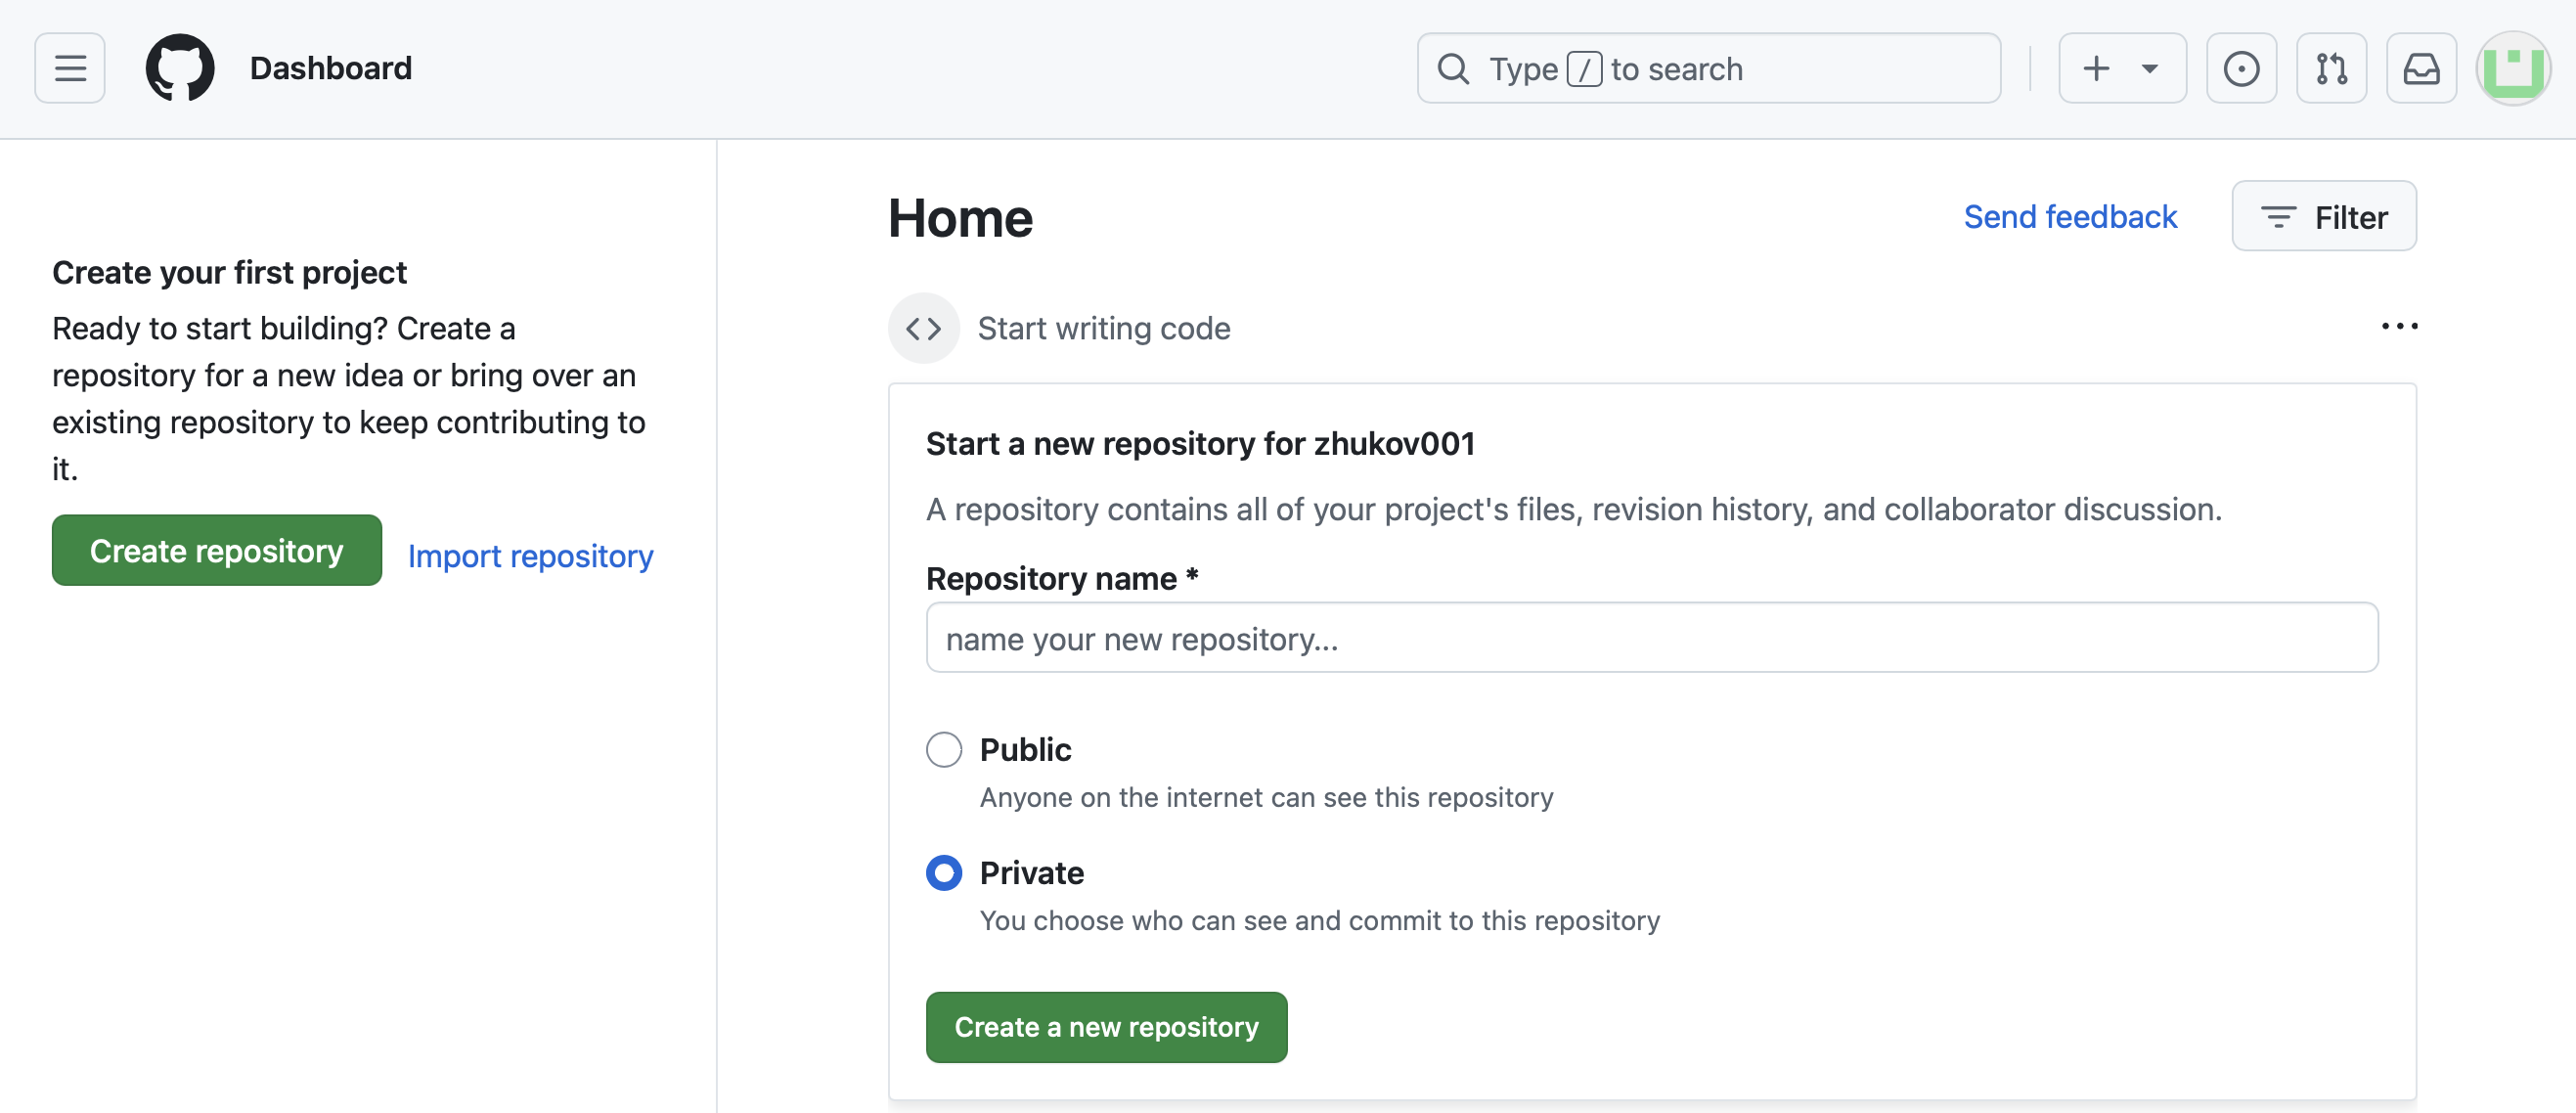 Dashboard
Type / to search
Create your first project
Ready to start building? Create a
repository for a new idea or bring over an
existing repository to keep contributing to
it.
Create repository
Import repository
Home
Send feedback
Filter
Start writing code
Start a new repository for zhukov001
A repository contains all of your project's files, revision history, and collaborator discussion.
Repository name *
name your new repository...
Public
Anyone on the internet can see this repository
Private
You choose who can see and commit to this repository
Create a new repository